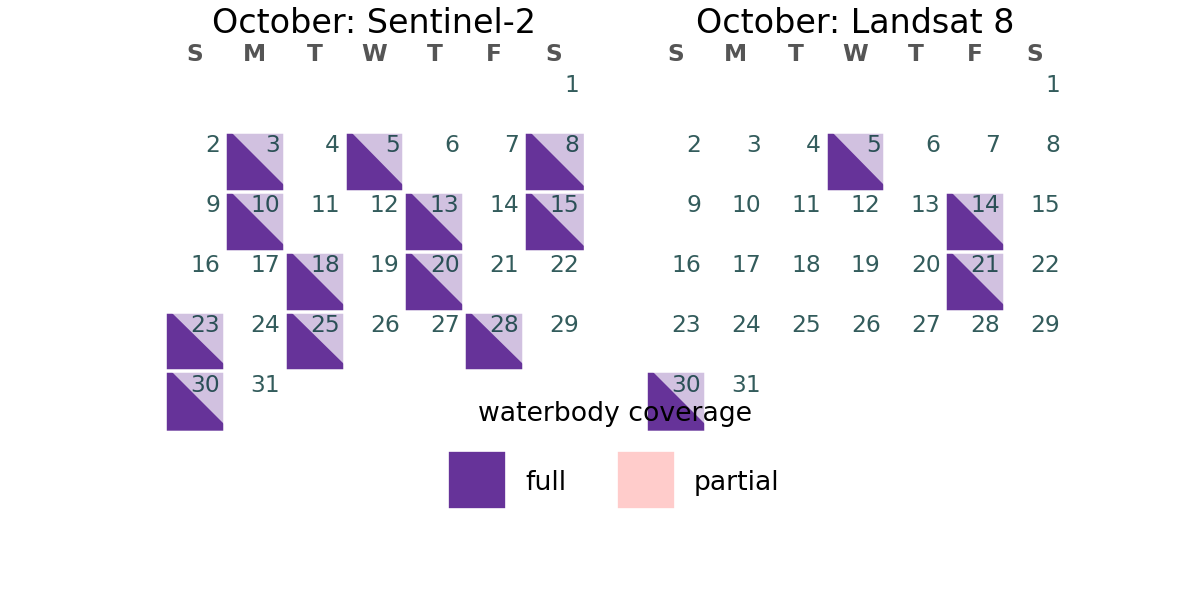 October: Sentinel-2
S M T W T F S
1
2 3 4 5 6 7 8
9 10 11 12 13 14 15
16 17 18 19 20 21 22
23 24 25 26 27 28 29
30 31
October: Landsat 8
S M T W T F S
1
2 3 4 5 6 7 8
9 10 11 12 13 14 15
16 17 18 19 20 21 22
23 24 25 26 27 28 29
30 31
waterbody coverage
full partial